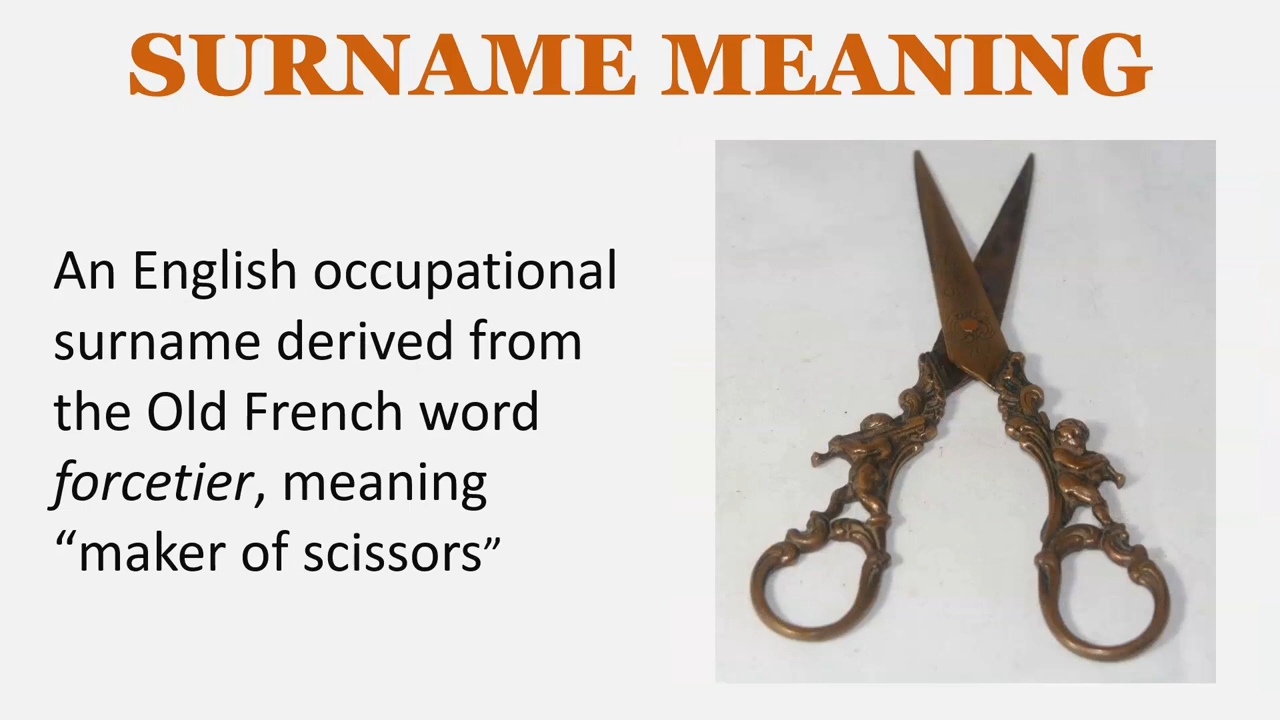 SURNAME MEANING
An English occupational
surname derived from
the Old French word
forcetier, meaning
“maker of scissors”